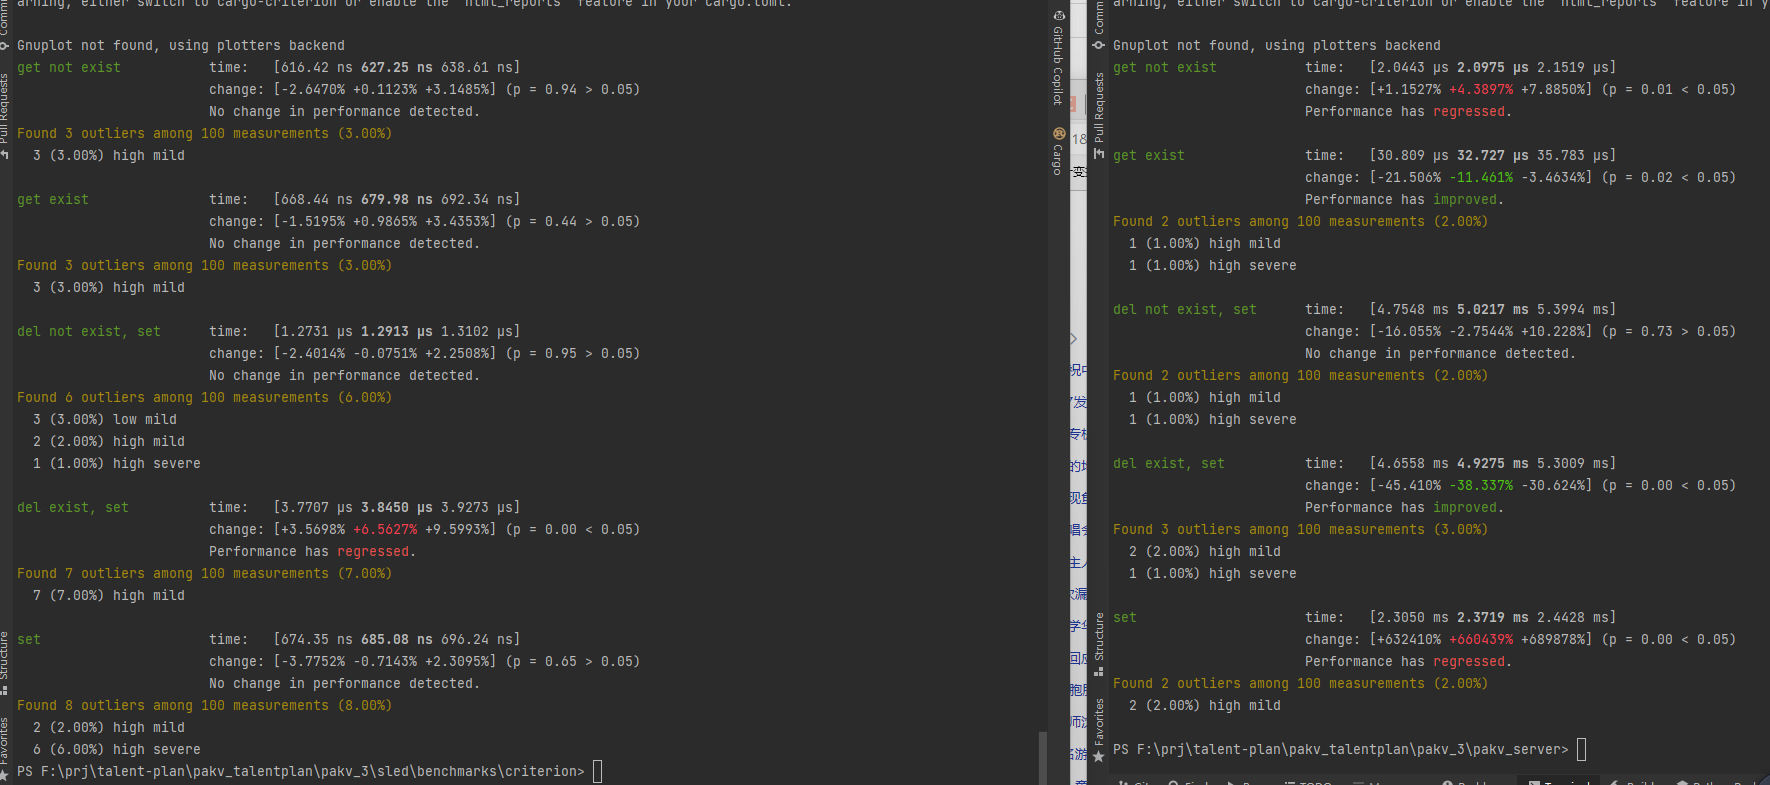 arning, either switch to cargo-criterion or enable the 'html_reports' feature in your Cargo.toml.
Gnuplot not found, using plotters backend
get not exist time: [616.42 ns 627.25 ns 638.61 ns]
change: [-2.6470% +0.1123% +3.1485%] (p = 0.94 > 0.05)
No change in performance detected.
Found 3 outliers among 100 measurements (3.00%)
3 (3.00%) high mild
get exist time: [668.44 ns 679.98 ns 692.34 ns]
change: [-1.5195% +0.9865% +3.4353%] (p = 0.44 > 0.05)
No change in performance detected.
Found 3 outliers among 100 measurements (3.00%)
3 (3.00%) high mild
del not exist, set time: [1.2731 µs 1.2913 µs 1.3102 µs]
change: [-2.4014% -0.0751% +2.2508%] (p = 0.95 > 0.05)
No change in performance detected.
Found 6 outliers among 100 measurements (6.00%)
3 (3.00%) low mild
2 (2.00%) high mild
1 (1.00%) high severe
del exist, set time: [3.7707 µs 3.8450 µs 3.9273 µs]
change: [+3.5698% +6.5627% +9.5993%] (p = 0.00 < 0.05)
Performance has regressed.
Found 7 outliers among 100 measurements (7.00%)
7 (7.00%) high mild
set time: [674.35 ns 685.08 ns 696.24 ns]
change: [-3.7752% -0.7143% +2.3095%] (p = 0.65 > 0.05)
No change in performance detected.
Found 8 outliers among 100 measurements (8.00%)
2 (2.00%) high mild
6 (6.00%) high severe
PS F:\prj\talent-plan\pakv_talentplan\pakv_3\sled\benchmarks\criterion>
Pull Requests
Structure
Favorites
GitHub Copilot
Cargo
18
arning, either switch to cargo-criterion or enable the 'html_reports' feature in y
Gnuplot not found, using plotters backend
get not exist time: [2.0443 µs 2.0975 µs 2.1519 µs]
change: [+1.1527% +4.3897% +7.8850%] (p = 0.01 < 0.05)
Performance has regressed.
get exist time: [30.809 µs 32.727 µs 35.783 µs]
change: [-21.506% -11.461% -3.4634%] (p = 0.02 < 0.05)
Performance has improved.
Found 2 outliers among 100 measurements (2.00%)
1 (1.00%) high mild
1 (1.00%) high severe
del not exist, set time: [4.7548 ms 5.0217 ms 5.3994 ms]
change: [-16.055% -2.7544% +10.228%] (p = 0.73 > 0.05)
No change in performance detected.
Found 2 outliers among 100 measurements (2.00%)
1 (1.00%) high mild
1 (1.00%) high severe
del exist, set time: [4.6558 ms 4.9275 ms 5.3009 ms]
change: [-45.410% -38.337% -30.624%] (p = 0.00 < 0.05)
Performance has improved.
Found 3 outliers among 100 measurements (3.00%)
2 (2.00%) high mild
1 (1.00%) high severe
set time: [2.3050 ms 2.3719 ms 2.4428 ms]
change: [+632410% +660439% +689878%] (p = 0.00 < 0.05)
Performance has regressed.
Found 2 outliers among 100 measurements (2.00%)
2 (2.00%) high mild
PS F:\prj\talent-plan\pakv_talentplan\pakv_3\pakv_server>
Pull Requests
Structure
Favorites